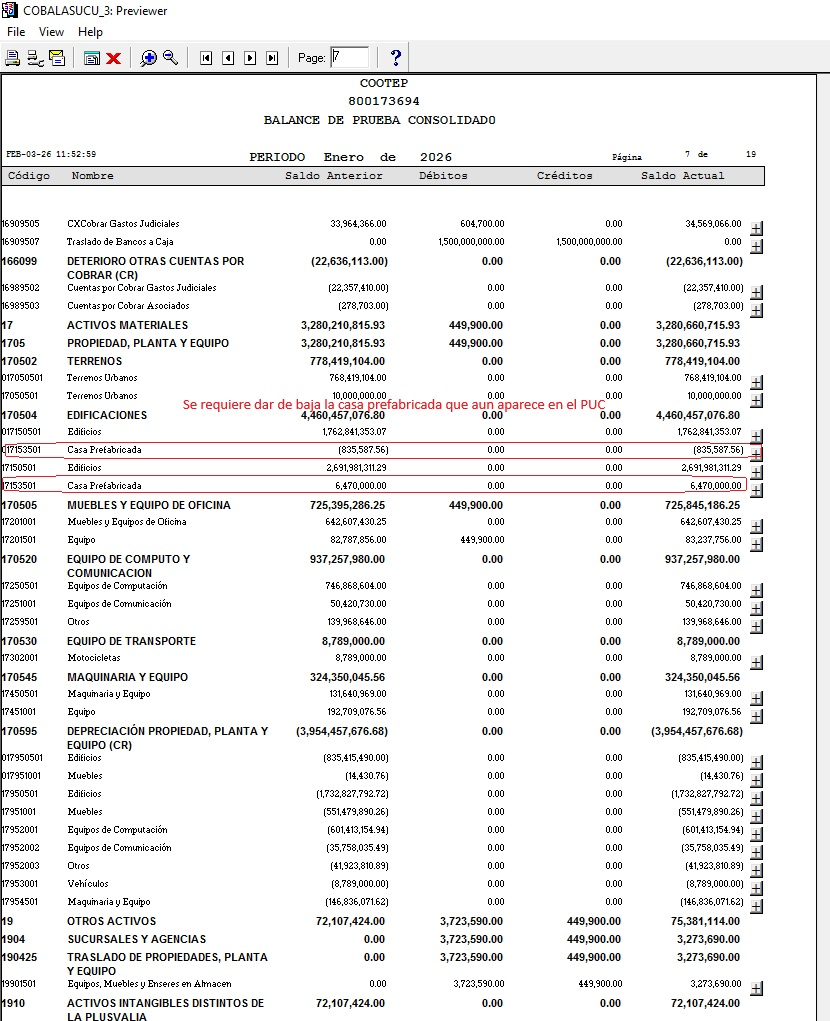 COBALASUCU_3: Previewer
File View Help
Page: 7 ?
COOTEP
800173694
BALANCE DE PRUEBA CONSOLIDADO
FEB-03-26 11:52:59 PERIODO Enero de 2026 Página 7 de 19
Código Nombre Saldo Anterior Débitos Créditos Saldo Actual
16909505 CXCobrar Gastos Judiciales 33,964,366.00 604,700.00 0.00 34,569,066.00
16909507 Traslado de Bancos a Caja 0.00 1,500,000,000.00 1,500,000,000.00 0.00
166099 DETERIORO OTRAS CUENTAS POR (22,636,113.00) 0.00 0.00 (22,636,113.00)
COBRAR (CR)
16989502 Cuentas por Cobrar Gastos Judiciales (22,357,410.00) 0.00 0.00 (22,357,410.00)
16989503 Cuentas por Cobrar Asociados (278,703.00) 0.00 0.00 (278,703.00)
17 ACTIVOS MATERIALES 3,280,210,815.93 449,900.00 0.00 3,280,660,715.93
1705 PROPIEDAD, PLANTA Y EQUIPO 3,280,210,815.93 449,900.00 0.00 3,280,660,715.93
170502 TERRENOS 778,419,104.00 0.00 0.00 778,419,104.00
017050501 Terrenos Urbanos 768,419,104.00 0.00 0.00 768,419,104.00
17050501 Terrenos Urbanos 10,000,000.00 0.00 0.00 10,000,000.00
Se requiere dar de baja la casa prefabricada que aun aparece en el PUC
170504 EDIFICACIONES 4,460,457,076.80 0.00 0.00 4,460,457,076.80
017150501 Edificios 1,762,841,353.07 0.00 0.00 1,762,841,353.07
017153501 Casa Prefabricada (835,587.56) 0.00 0.00 (835,587.56)
17150501 Edificios 2,691,981,311.29 0.00 0.00 2,691,981,311.29
17153501 Casa Prefabricada 6,470,000.00 0.00 0.00 6,470,000.00
170505 MUEBLES Y EQUIPO DE OFICINA 725,395,286.25 449,900.00 0.00 725,845,186.25
17201001 Muebles y Equipos de Oficina 642,607,430.25 0.00 0.00 642,607,430.25
17201501 Equipo 82,787,856.00 449,900.00 0.00 83,237,756.00
170520 EQUIPO DE COMPUTO Y 937,257,980.00 0.00 0.00 937,257,980.00
COMUNICACION
17250501 Equipos de Computación 746,868,604.00 0.00 0.00 746,868,604.00
17251001 Equipos de Comunicación 50,420,730.00 0.00 0.00 50,420,730.00
17259501 Otros 139,968,646.00 0.00 0.00 139,968,646.00
170530 EQUIPO DE TRANSPORTE 8,789,000.00 0.00 0.00 8,789,000.00
17302001 Motocicletas 8,789,000.00 0.00 0.00 8,789,000.00
170545 MAQUINARIA Y EQUIPO 324,350,045.56 0.00 0.00 324,350,045.56
17450501 Maquinaria y Equipo 131,640,969.00 0.00 0.00 131,640,969.00
17451001 Equipo 192,709,076.56 0.00 0.00 192,709,076.56
170595 DEPRECIACIÓN PROPIEDAD, PLANTA Y (3,954,457,676.68) 0.00 0.00 (3,954,457,676.68)
EQUIPO (CR)
017950501 Edificios (835,415,490.00) 0.00 0.00 (835,415,490.00)
017951001 Muebles (14,430.76) 0.00 0.00 (14,430.76)
17950501 Edificios (1,732,827,792.72) 0.00 0.00 (1,732,827,792.72)
17951001 Muebles (551,479,890.26) 0.00 0.00 (551,479,890.26)
17952001 Equipos de Computación (601,413,154.94) 0.00 0.00 (601,413,154.94)
17952002 Equipos de Comunicación (35,758,035.49) 0.00 0.00 (35,758,035.49)
17952003 Otros (41,923,810.89) 0.00 0.00 (41,923,810.89)
17953001 Vehículos (8,789,000.00) 0.00 0.00 (8,789,000.00)
17954501 Maquinaria y Equipo (146,836,071.62) 0.00 0.00 (146,836,071.62)
19 OTROS ACTIVOS 72,107,424.00 3,723,590.00 449,900.00 75,381,114.00
1904 SUCURSALES Y AGENCIAS 0.00 3,723,590.00 449,900.00 3,273,690.00
190425 TRASLADO DE PROPIEDADES, PLANTA 0.00 3,723,590.00 449,900.00 3,273,690.00
Y EQUIPO
19901501 Equipos, Muebles y Enseres en Almacen 0.00 3,723,590.00 449,900.00 3,273,690.00
1910 ACTIVOS INTANGIBLES DISTINTOS DE 72,107,424.00 0.00 0.00 72,107,424.00
LA PLUSVALIA